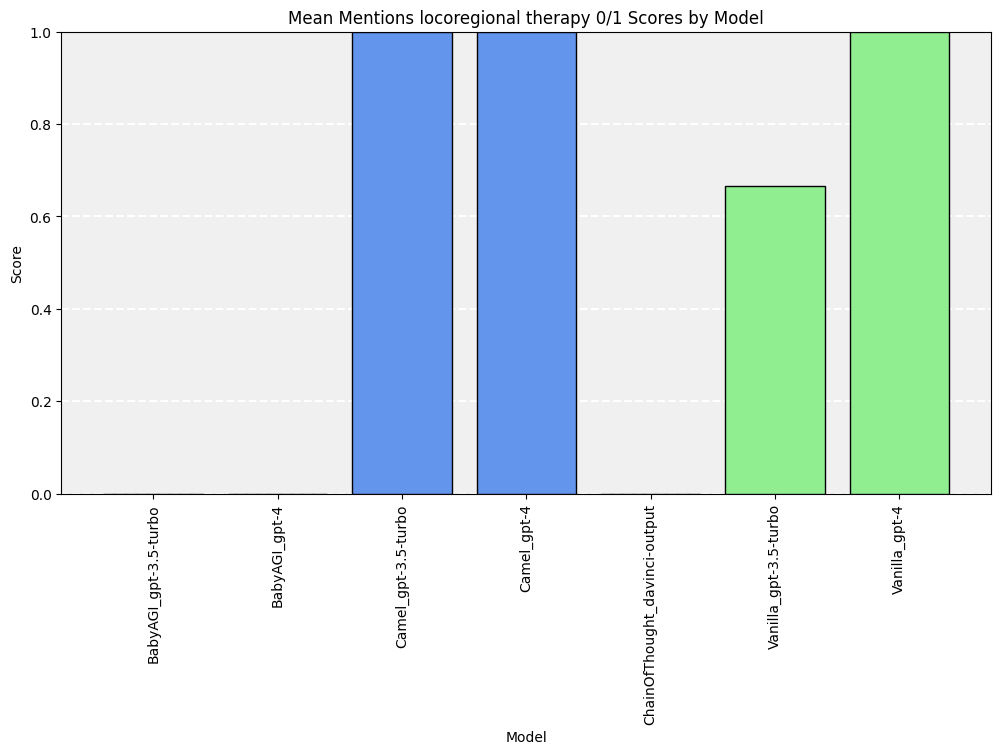 Mean Mentions locoregional therapy 0/1 Scores by Model
1.0
0.8
0.6
0.4
0.2
0.0
Score
BabyAGI_gpt-3.5-turbo
BabyAGI_gpt-4
Camel_gpt-3.5-turbo
Camel_gpt-4
ChainOfThought_davinci-output
Vanilla_gpt-3.5-turbo
Vanilla_gpt-4
Model